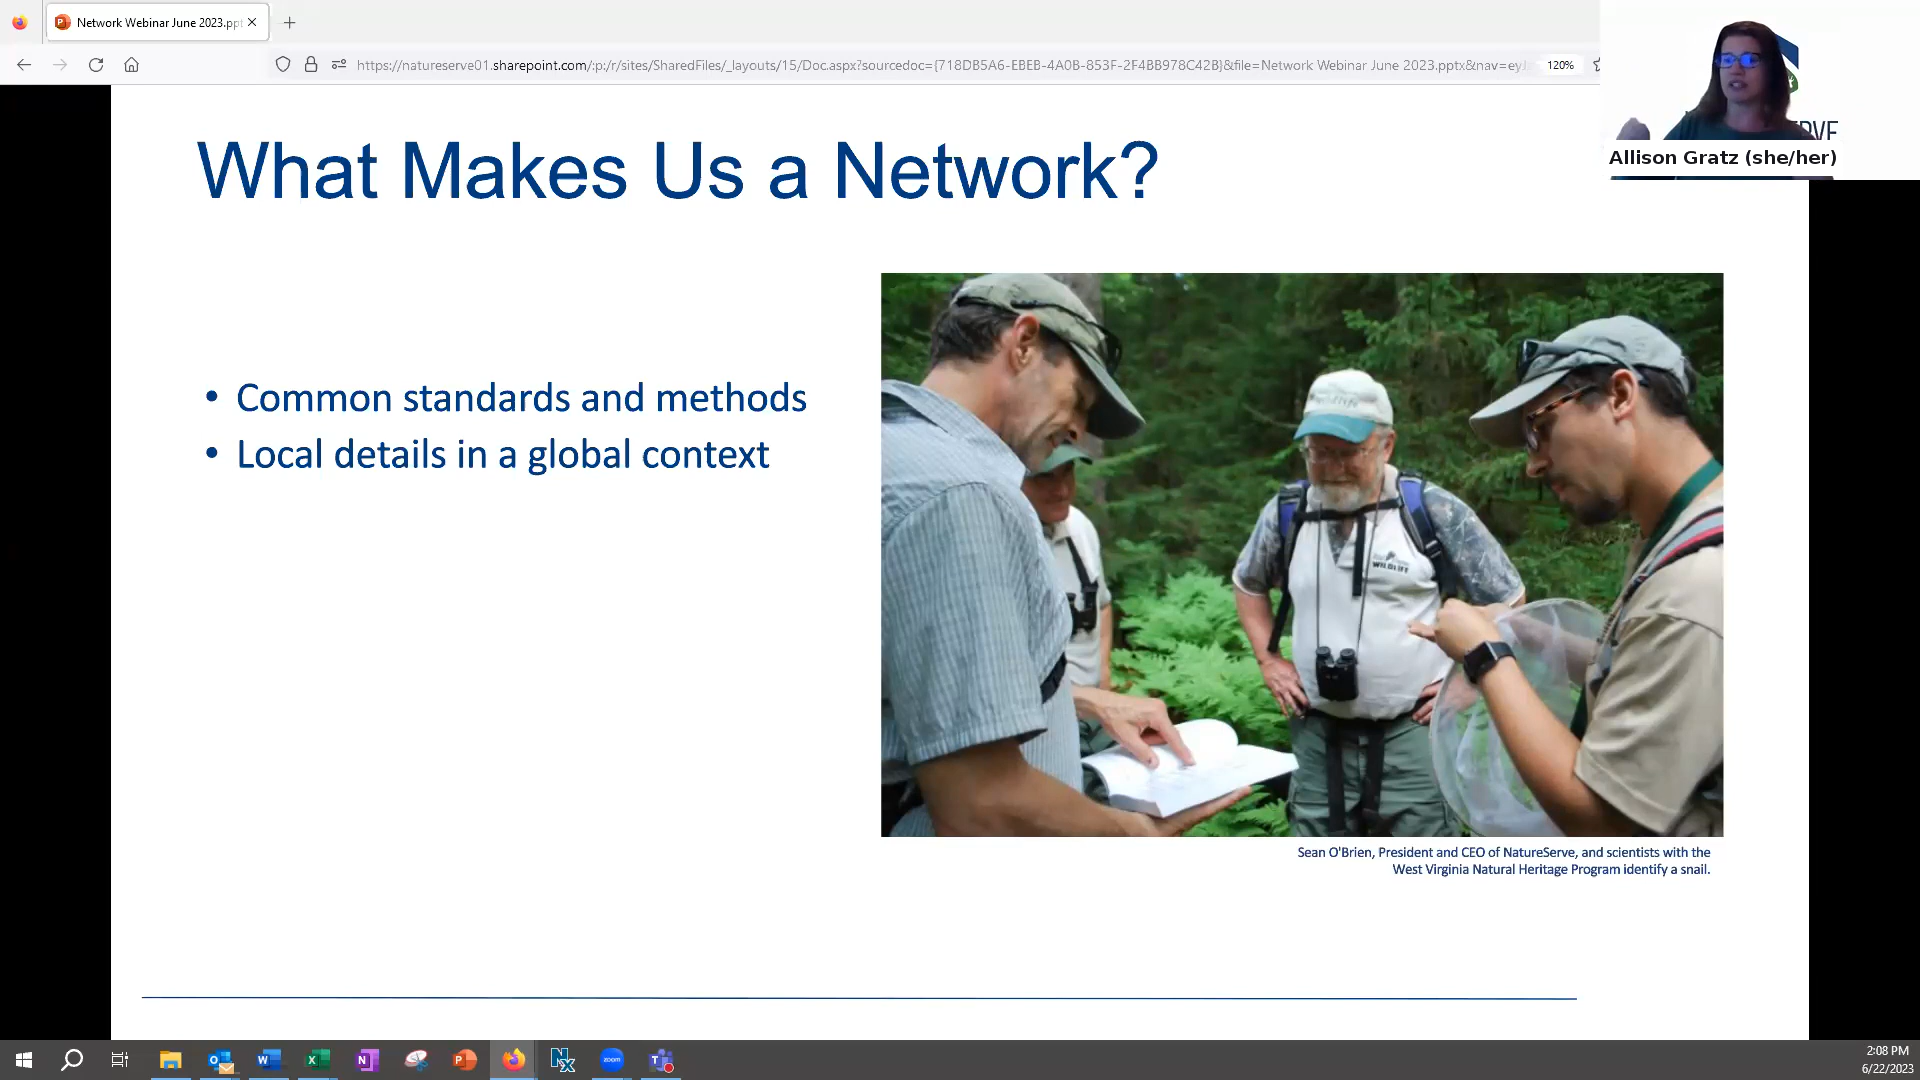 Network Webinar June 2023.ppt
https://natureserve01.sharepoint.com/:p:/r/sites/SharedFiles/_layouts/15/Doc.aspx?sourcedoc={718DB5A6-EBEB-4A0B-853F-2F4BB978C42B}&file=Network Webinar June 2023.pptx&nav=eyJ
120%
Allison Gratz (she/her)
What Makes Us a Network?
• Common standards and methods
• Local details in a global context
WILDLIFE
Sean O'Brien, President and CEO of NatureServe, and scientists with the
West Virginia Natural Heritage Program identify a snail.
zoom
2:08 PM
6/22/2023